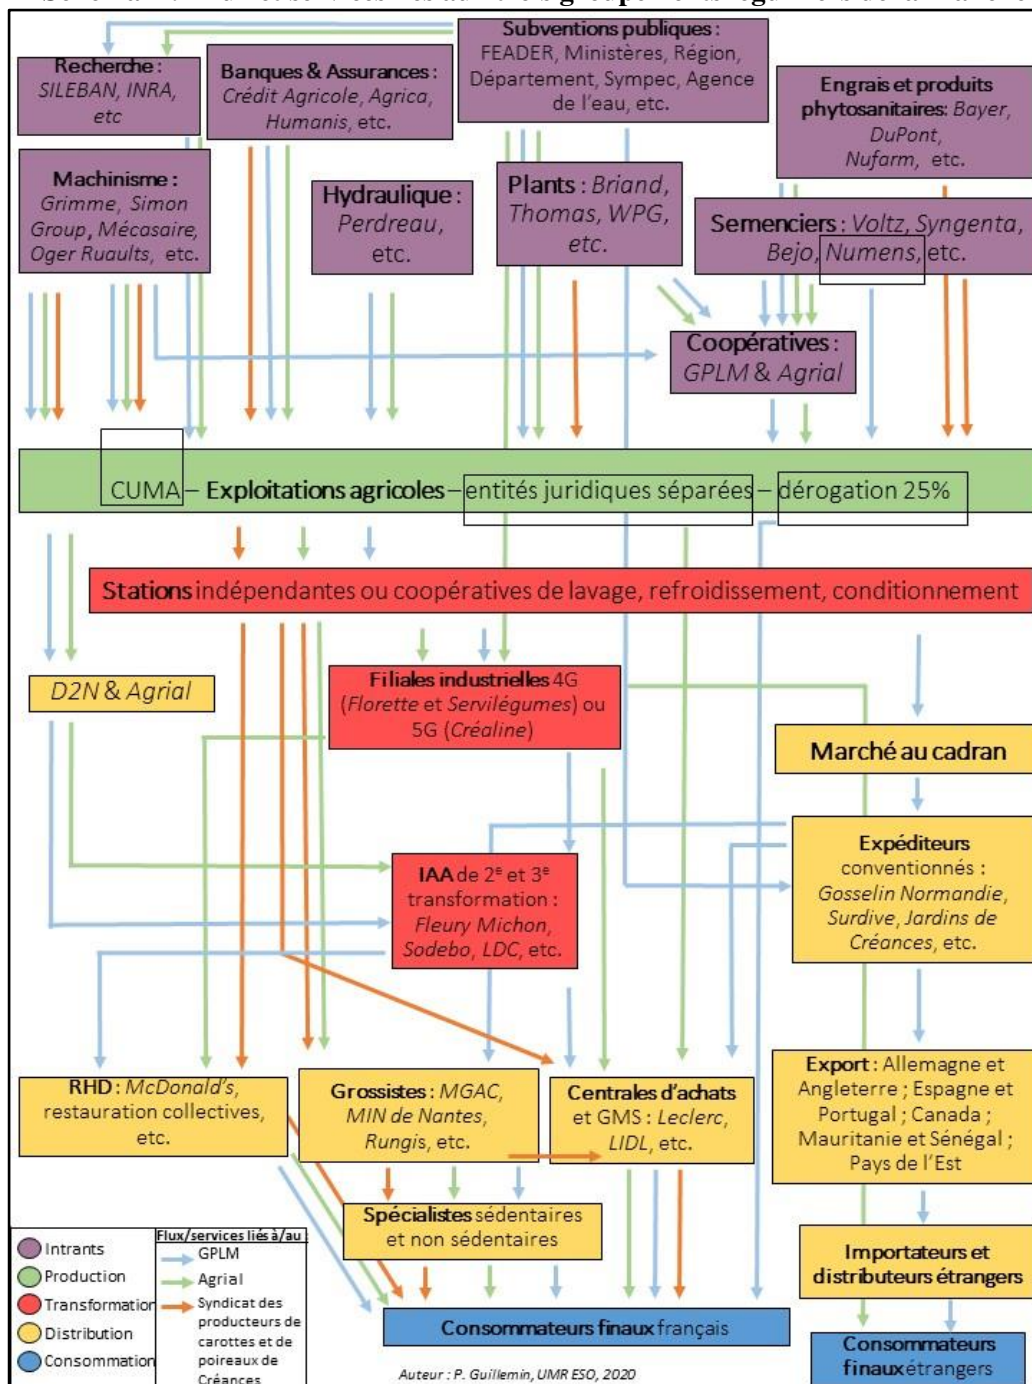 Subventions publiques :
FEADER, Ministères, Région,
Département, Sympec, Agence
de l'eau, etc.
Recherche :
SILEBAN, INRA,
etc
Banques & Assurances :
Crédit Agricole, Agrica,
Humanis, etc.
Engrais et produits
phytosanitaires: Bayer,
DuPont,
Nufarm, etc.
Machinisme :
Grimme, Simon
Group, Mécasaire,
Oger Ruaults, etc.
Hydraulique :
Perdreau,
etc.
Plants : Briand,
Thomas, WPG,
etc.
Semenciers : Voltz, Syngenta,
Bejo, Numens, etc.
Coopératives :
GPLM & Agrial
CUMA – Exploitations agricoles – entités juridiques séparées – dérogation 25%
Stations indépendantes ou coopératives de lavage, refroidissement, conditionnement
D2N & Agrial
Filiales industrielles 4G
(Florette et Servilégumes) ou
5G (Créaline)
Marché au cadran
IAA de 2e et 3e
transformation :
Fleury Michon,
Sodebo, LDC, etc.
Expéditeurs
conventionnés :
Gosselin Normandie,
Surdive, Jardins de
Créances, etc.
RHD : McDonald's,
restauration collectives,
etc.
Grossistes : MGAC,
MIN de Nantes,
Rungis, etc.
Centrales d'achats
et GMS : Leclerc,
LIDL, etc.
Export : Allemagne et
Angleterre ; Espagne et
Portugal ; Canada ;
Mauritanie et Sénégal ;
Pays de l'Est
Spécialistes sédentaires
et non sédentaires
Importateurs et
distributeurs étrangers
Consommateurs finaux français
Consommateurs
finaux étrangers
Intrants
Production
Transformation
Distribution
Consommation
Flux/services liés à/au :
GPLM
Agrial
Syndicat des
producteurs de
carottes et de
poireaux de
Créances
Auteur : P. Guillemin, UMR ESO, 2020